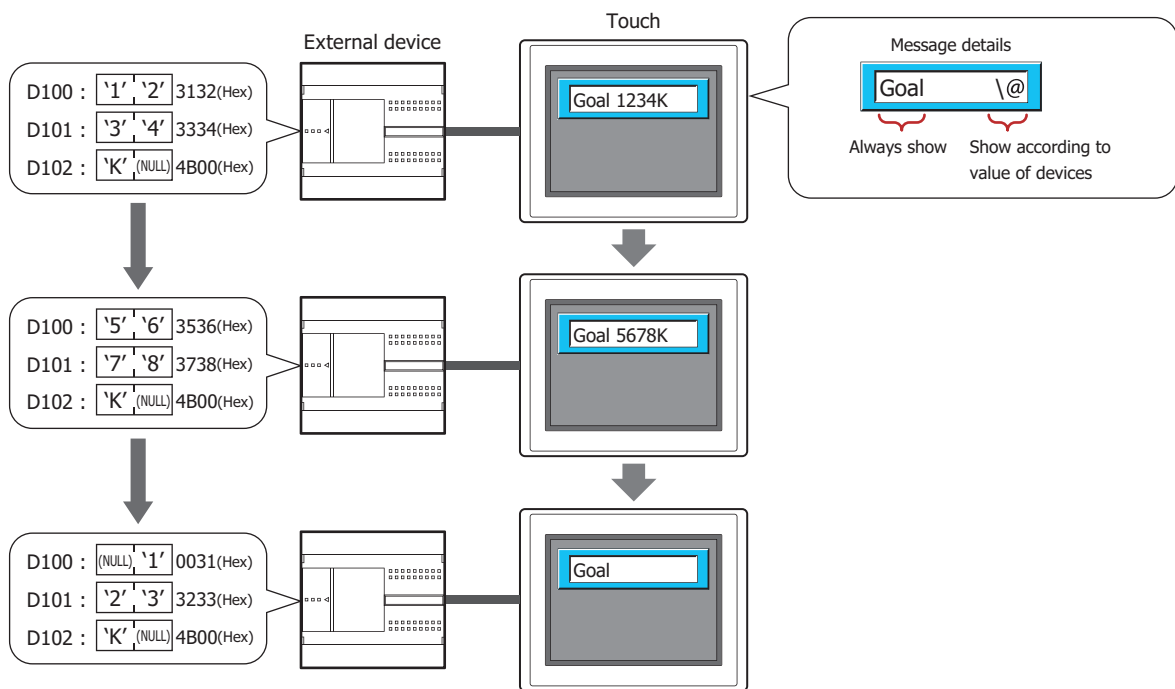 External device
Touch
D100 : ‘1’ ‘2’ 3132(Hex)
D101 : ‘3’ ‘4’ 3334(Hex)
D102 : ‘K’ (NULL) 4B00(Hex)
Goal 1234K
Message details
Goal \@
Always show
Show according to
value of devices
D100 : ‘5’ ‘6’ 3536(Hex)
D101 : ‘7’ ‘8’ 3738(Hex)
D102 : ‘K’ (NULL) 4B00(Hex)
Goal 5678K
D100 : (NULL) ‘1’ 0031(Hex)
D101 : ‘2’ ‘3’ 3233(Hex)
D102 : ‘K’ (NULL) 4B00(Hex)
Goal